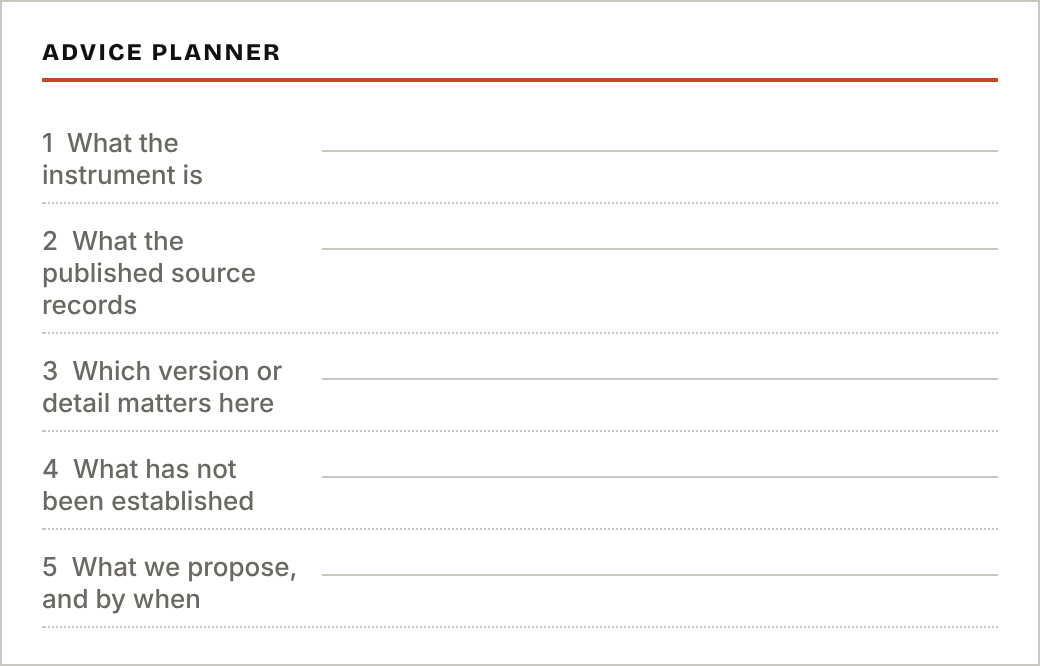 ADVICE PLANNER
1 What the
instrument is
2 What the
published source
records
3 Which version or
detail matters here
4 What has not
been established
5 What we propose,
and by when